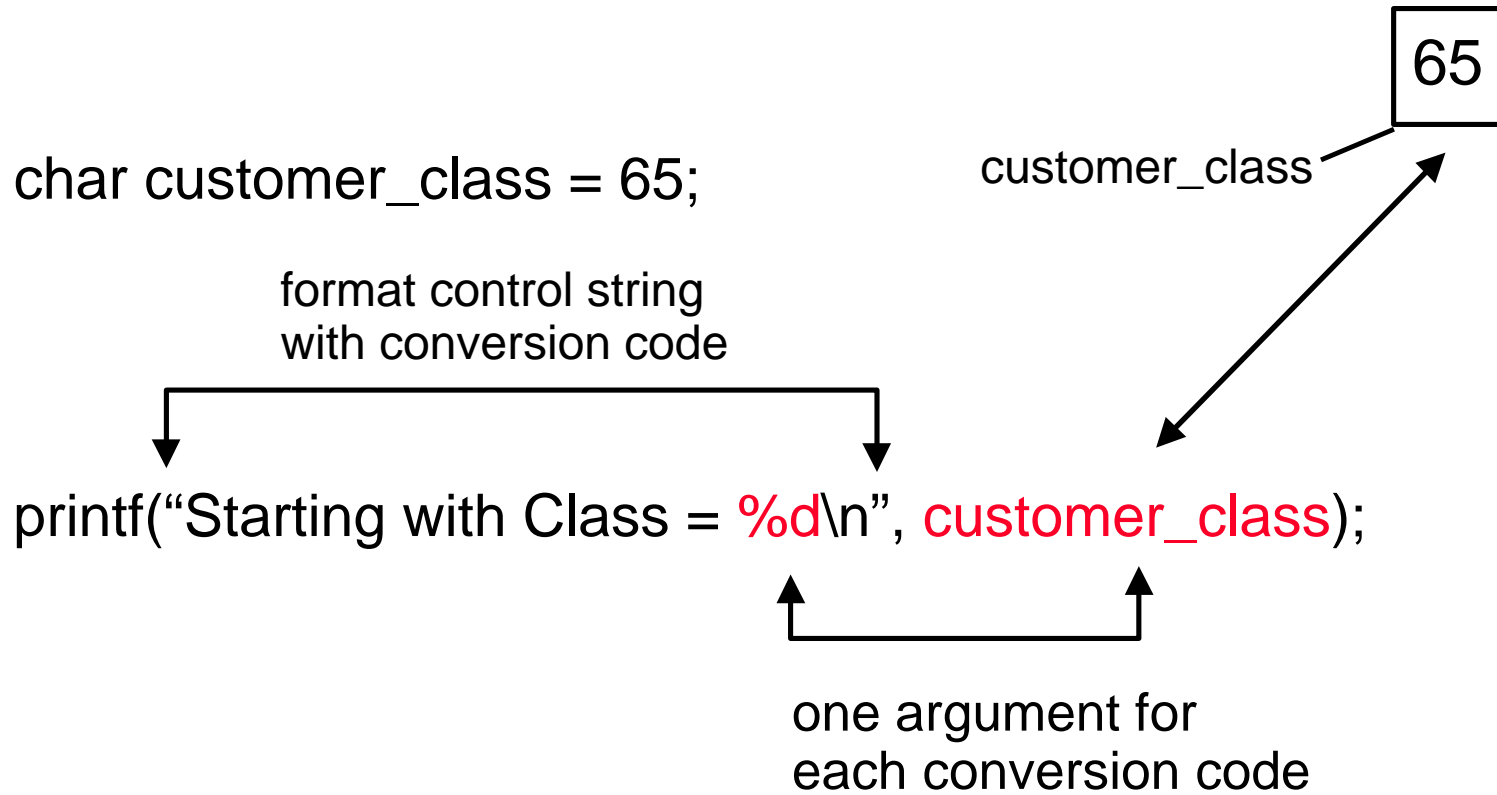 65
customer_class
char customer_class = 65;
format control string
with conversion code
printf(“Starting with Class = %d\n”, customer_class);
one argument for
each conversion code